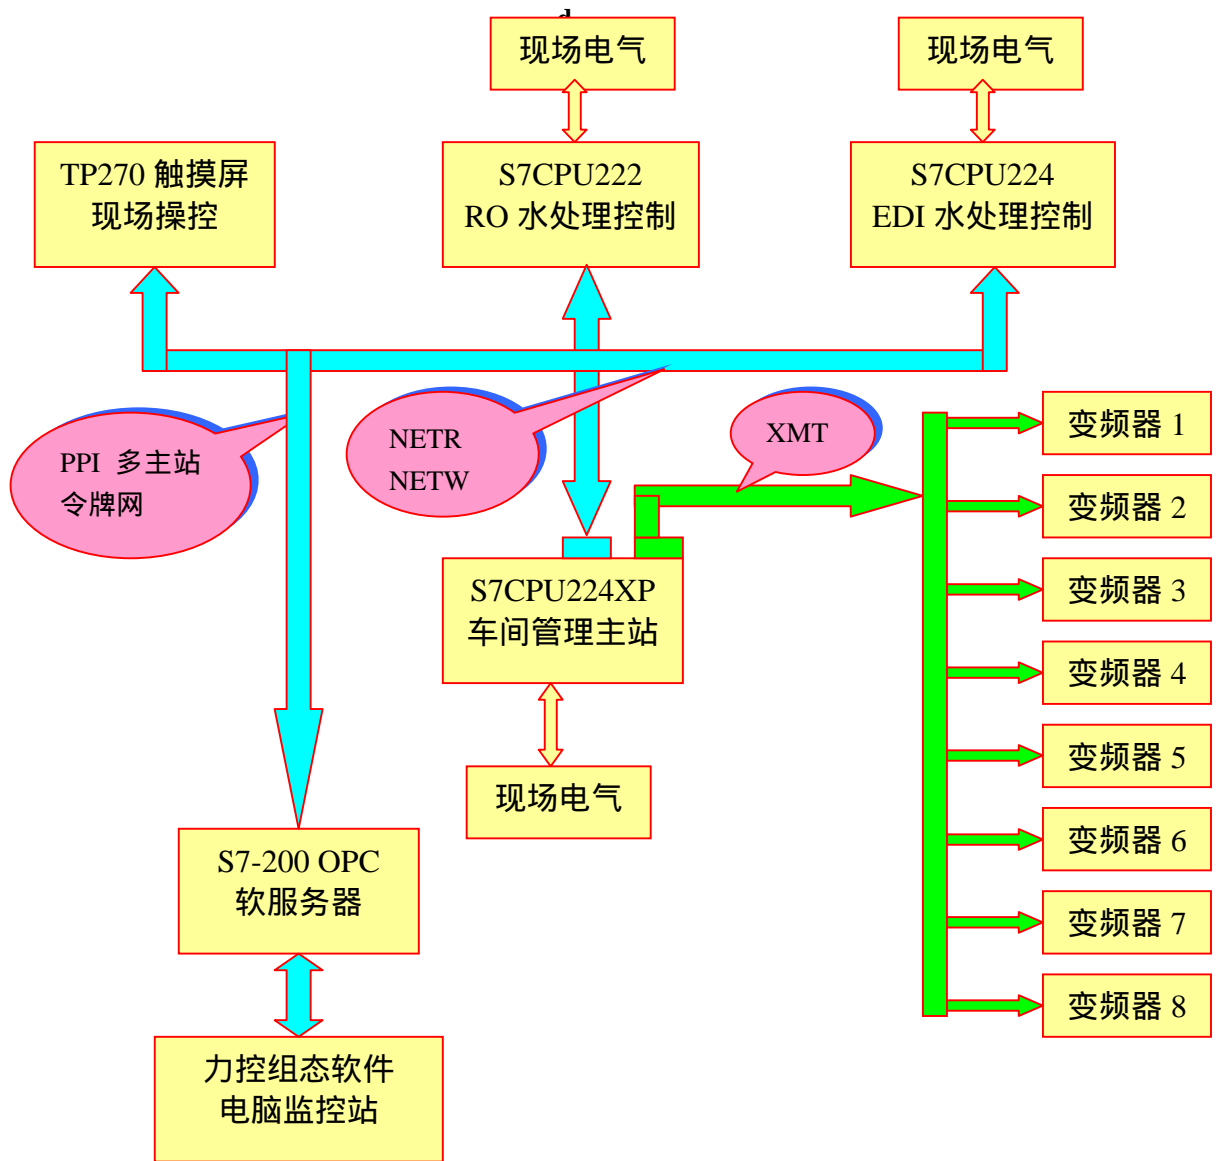 d
现场电气
现场电气
TP270 触摸屏
现场操控
S7CPU222
RO 水处理控制
S7CPU224
EDI 水处理控制
PPI 多主站
令牌网
NETR
NETW
XMT
S7CPU224XP
车间管理主站
现场电气
变频器 1
变频器 2
变频器 3
变频器 4
变频器 5
变频器 6
变频器 7
变频器 8
S7-200 OPC
软服务器
力控组态软件
电脑监控站